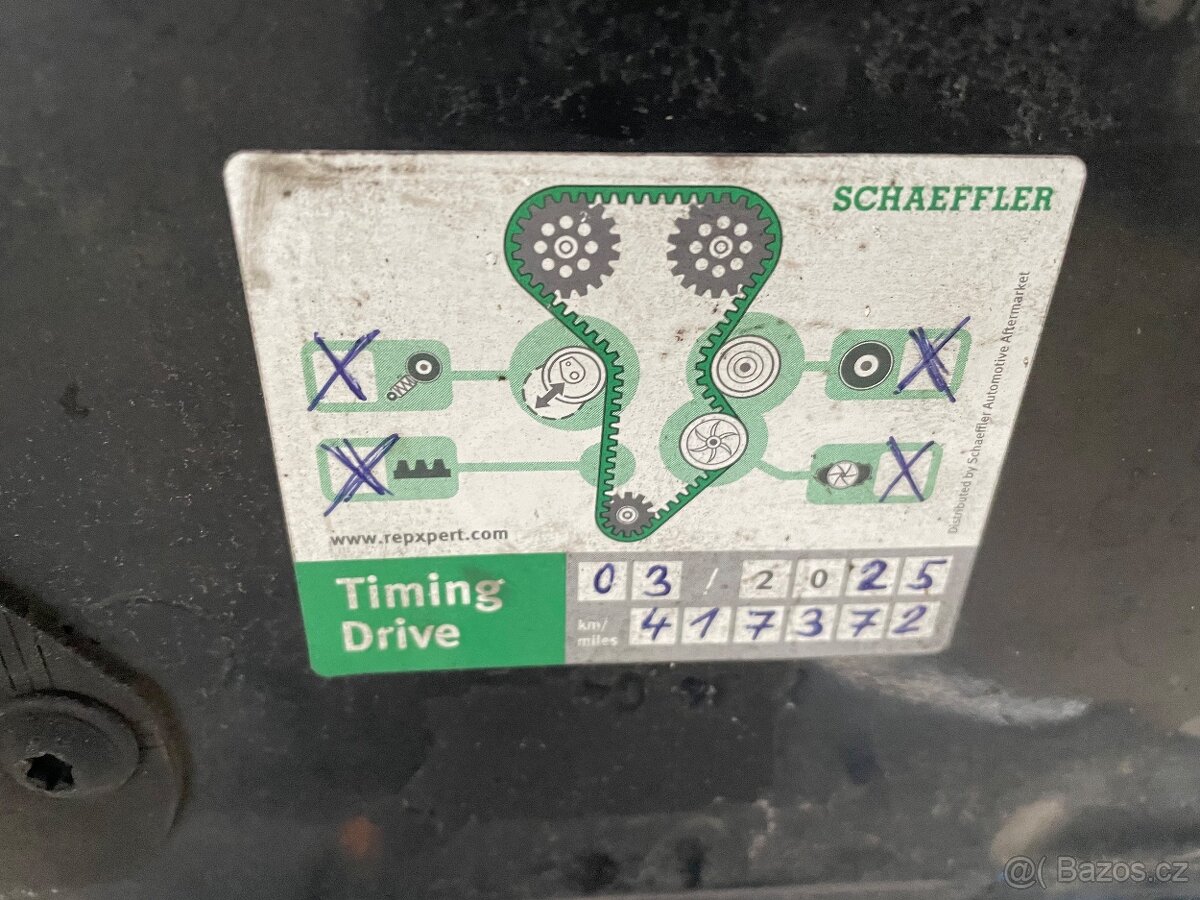 SCHAEFFLER
Distributed by Schaeffler Automotive Aftermarket
www.repxpert.com
Timing
Drive
03/2025
km/
miles
417372
@( Bazos.cz